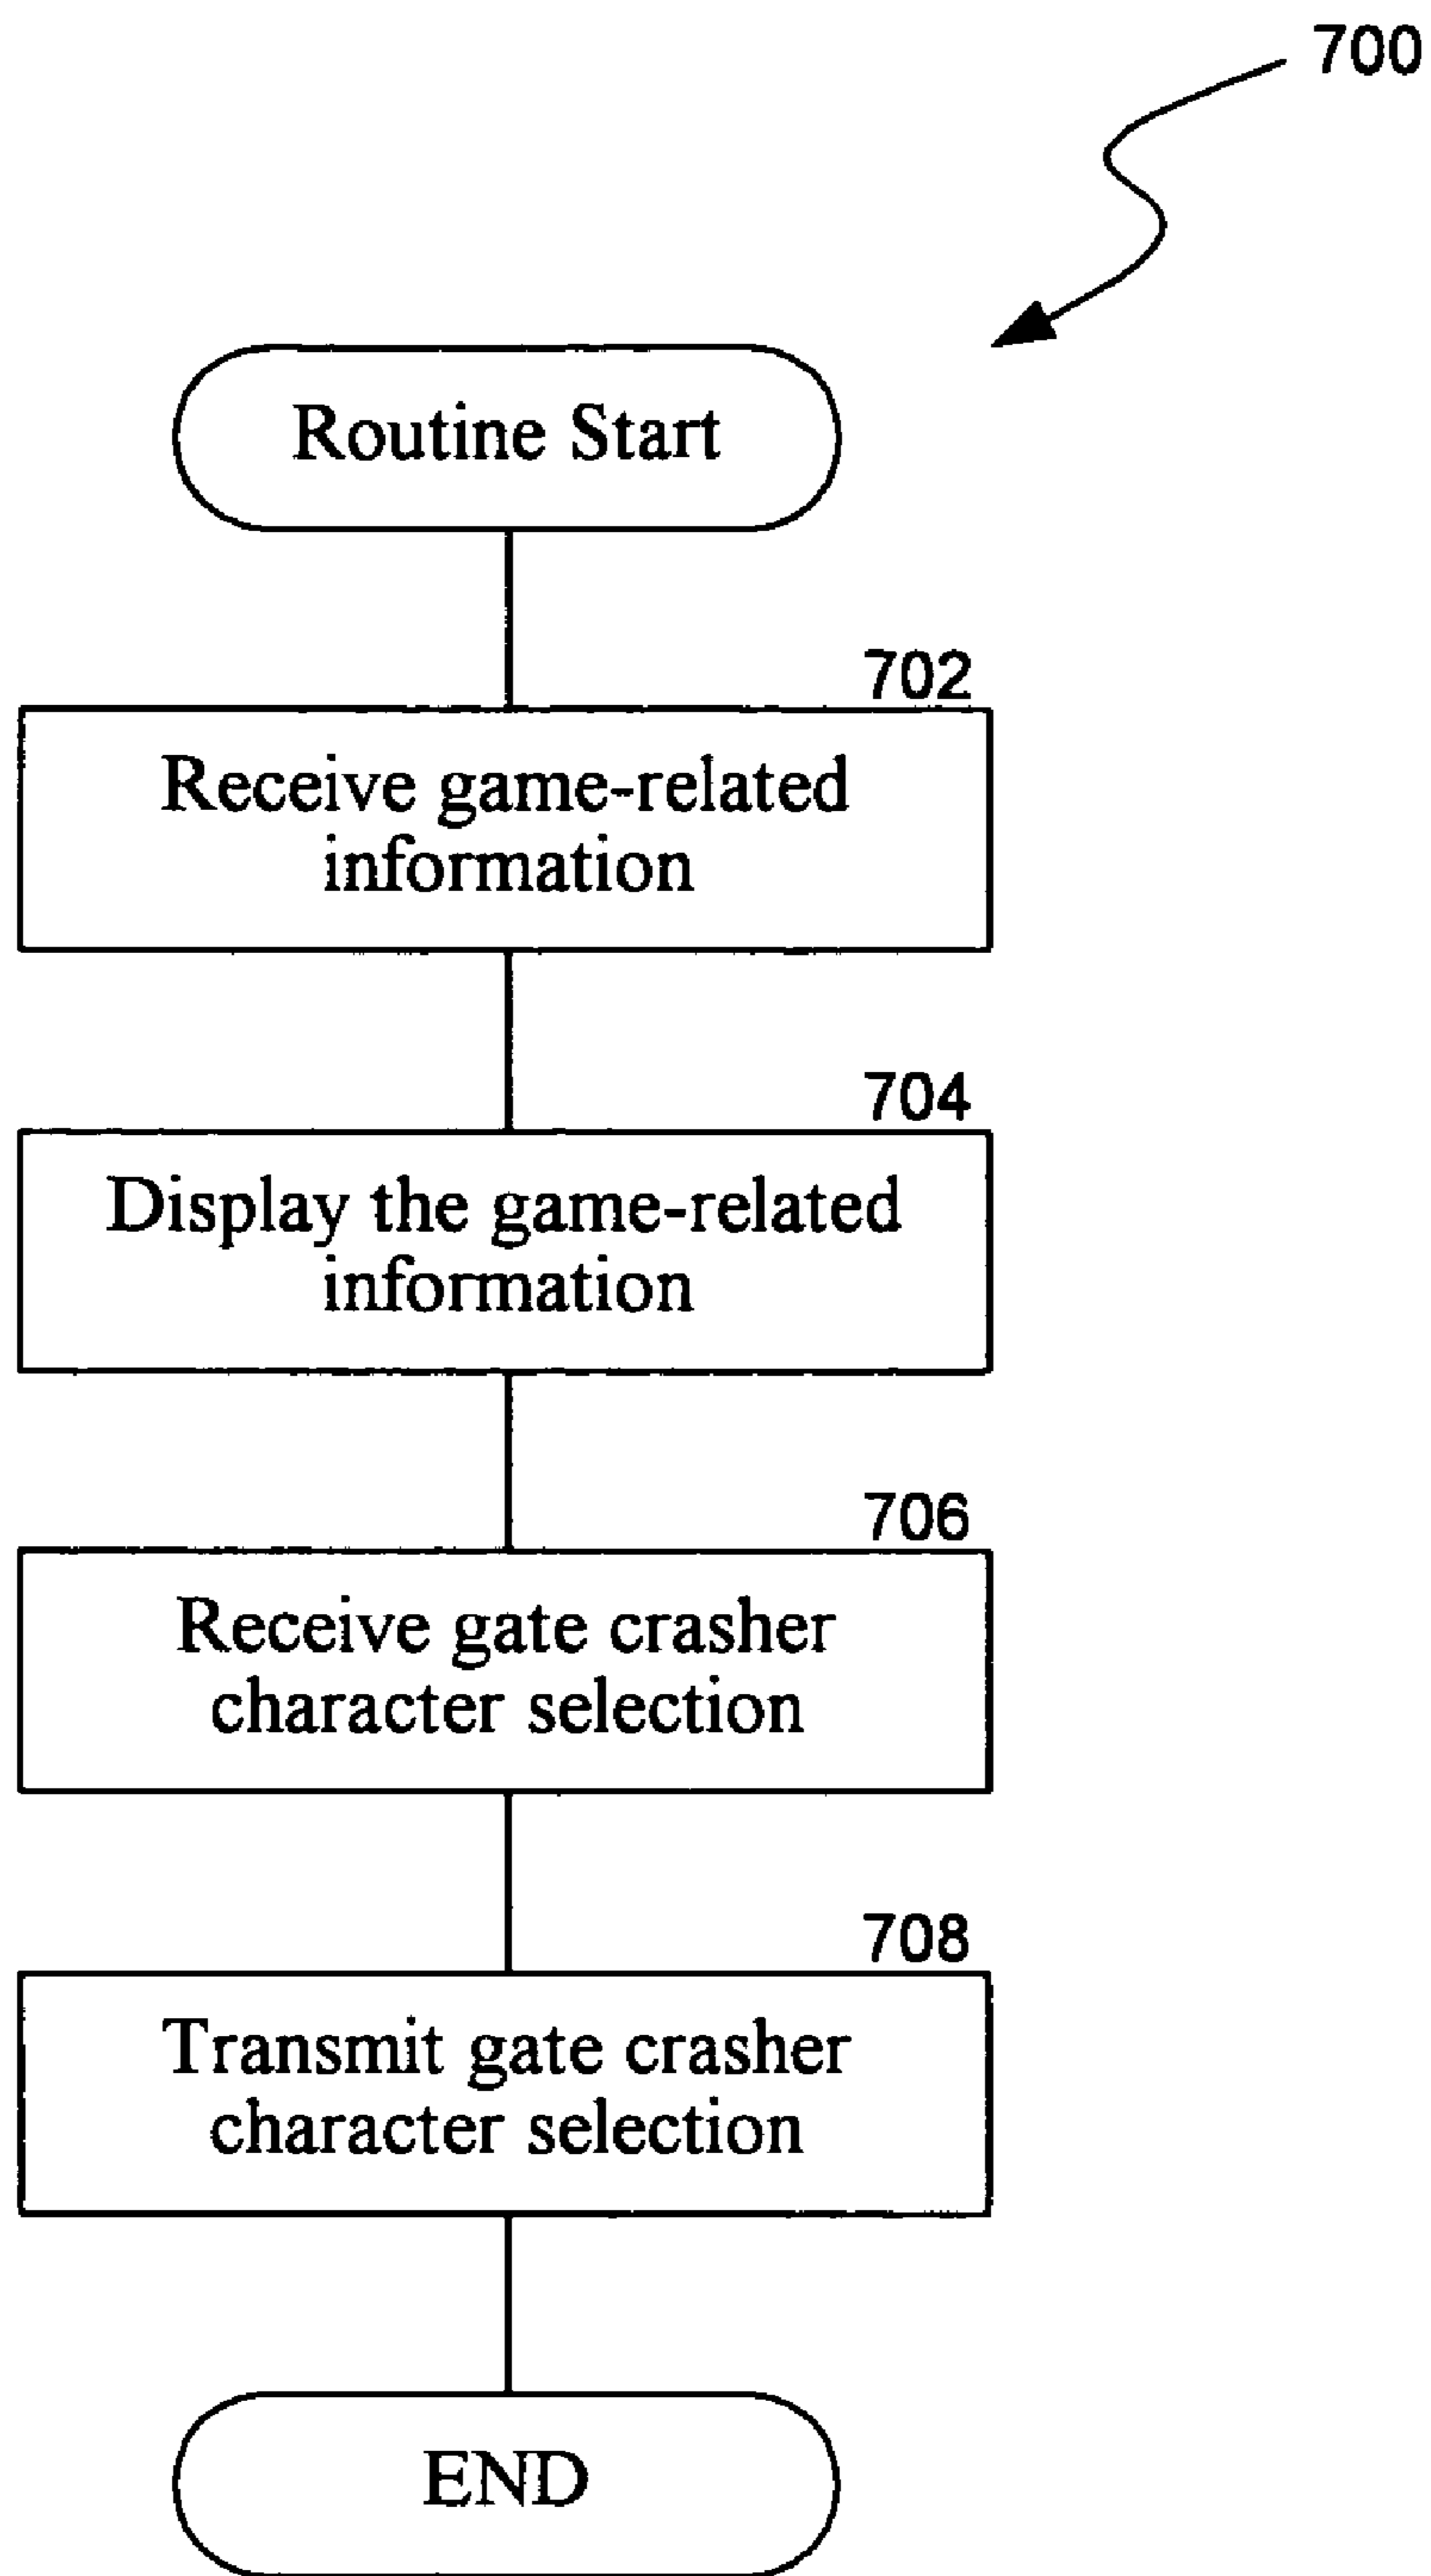 700
Routine Start
702
Receive game-related
information
704
Display the game-related
information
706
Receive gate crasher
character selection
708
Transmit gate crasher
character selection
END